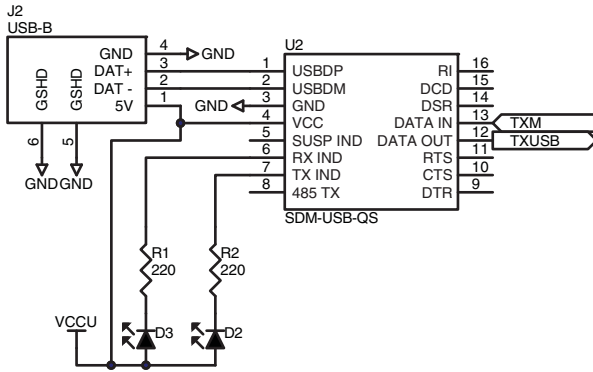 J2
USB-B
GND 4 GND
DAT+ 3
DAT - 2
5V 1
GSHD GSHD
6 5
GND GND
U2
1 USBDP RI 16
2 USBDM DCD 15
GND 3 GND DSR 14
4 VCC DATA IN 13 TXM
5 SUSP IND DATA OUT 12 TXUSB
6 RX IND RTS 11
7 TX IND CTS 10
8 485 TX DTR 9
SDM-USB-QS
R1 R2
220 220
VCCU
D3 D2